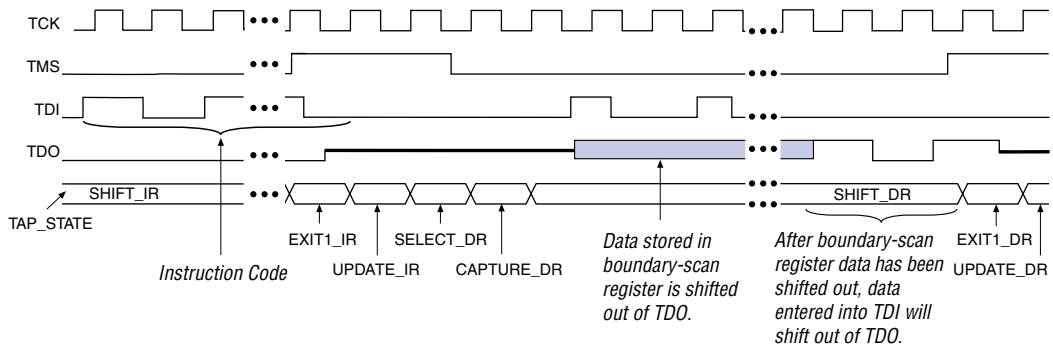 TCK
TMS
TDI
TDO
SHIFT_IR
SHIFT_DR
TAP_STATE
EXIT1_IR
SELECT_DR
EXIT1_DR
Instruction Code
UPDATE_IR
CAPTURE_DR
UPDATE_DR
Data stored in
boundary-scan
register is shifted
out of TDO.
After boundary-scan
register data has been
shifted out, data
entered into TDI will
shift out of TDO.